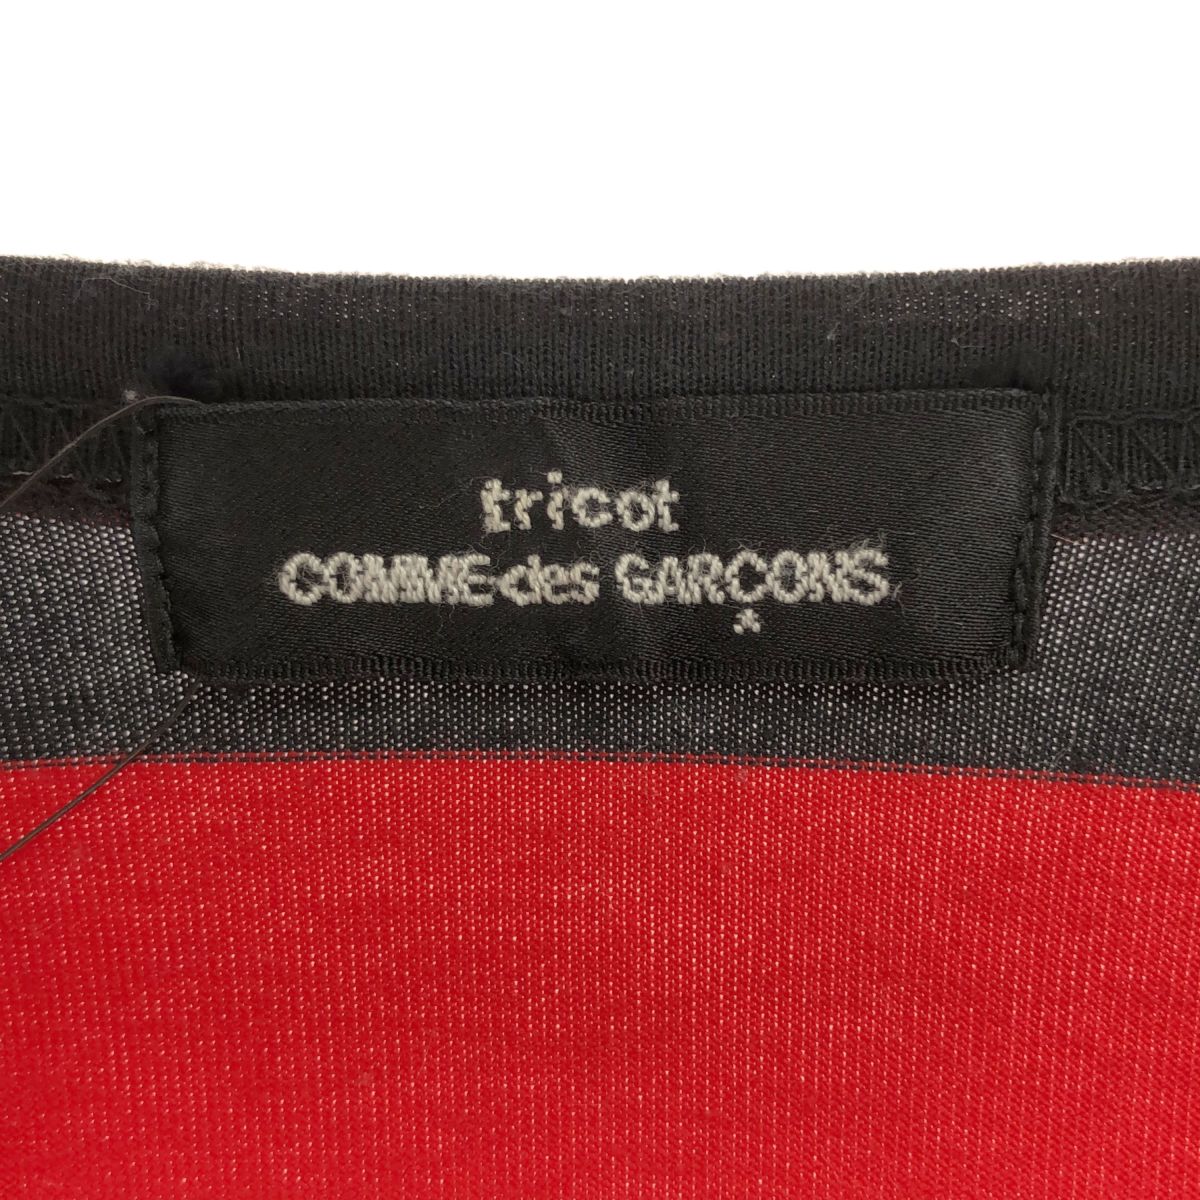 tricot
COMME des GARÇONS
*